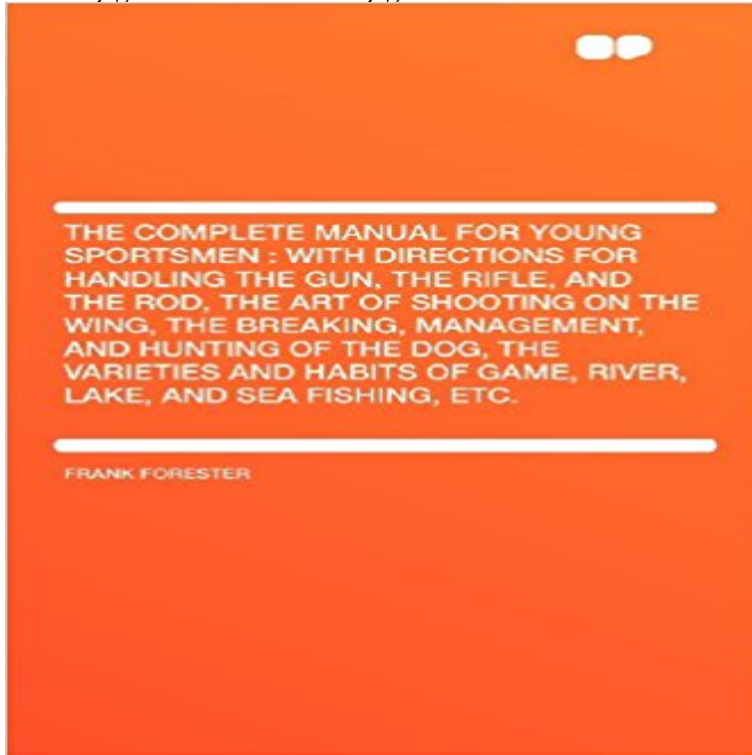 THE COMPLETE MANUAL FOR YOUNG
SPORTSMEN : WITH DIRECTIONS FOR
HANDLING THE GUN, THE RIFLE, AND
THE ROD, THE ART OF SHOOTING ON THE
WING, THE BREAKING, MANAGEMENT,
AND HUNTING OF THE DOG, THE
VARIETIES AND HABITS OF GAME, RIVER,
LAKE, AND SEA FISHING, ETC.
FRANK FORESTER